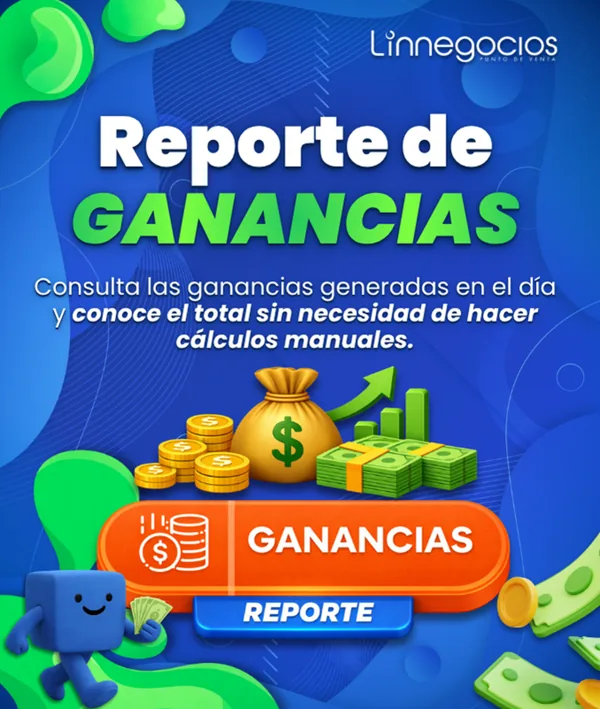 Linnegocios
PUNTO DE VENTA
Reporte de
GANANCIAS
Consulta las ganancias generadas en el día
y conoce el total sin necesidad de hacer
cálculos manuales.
$
GANANCIAS
REPORTE